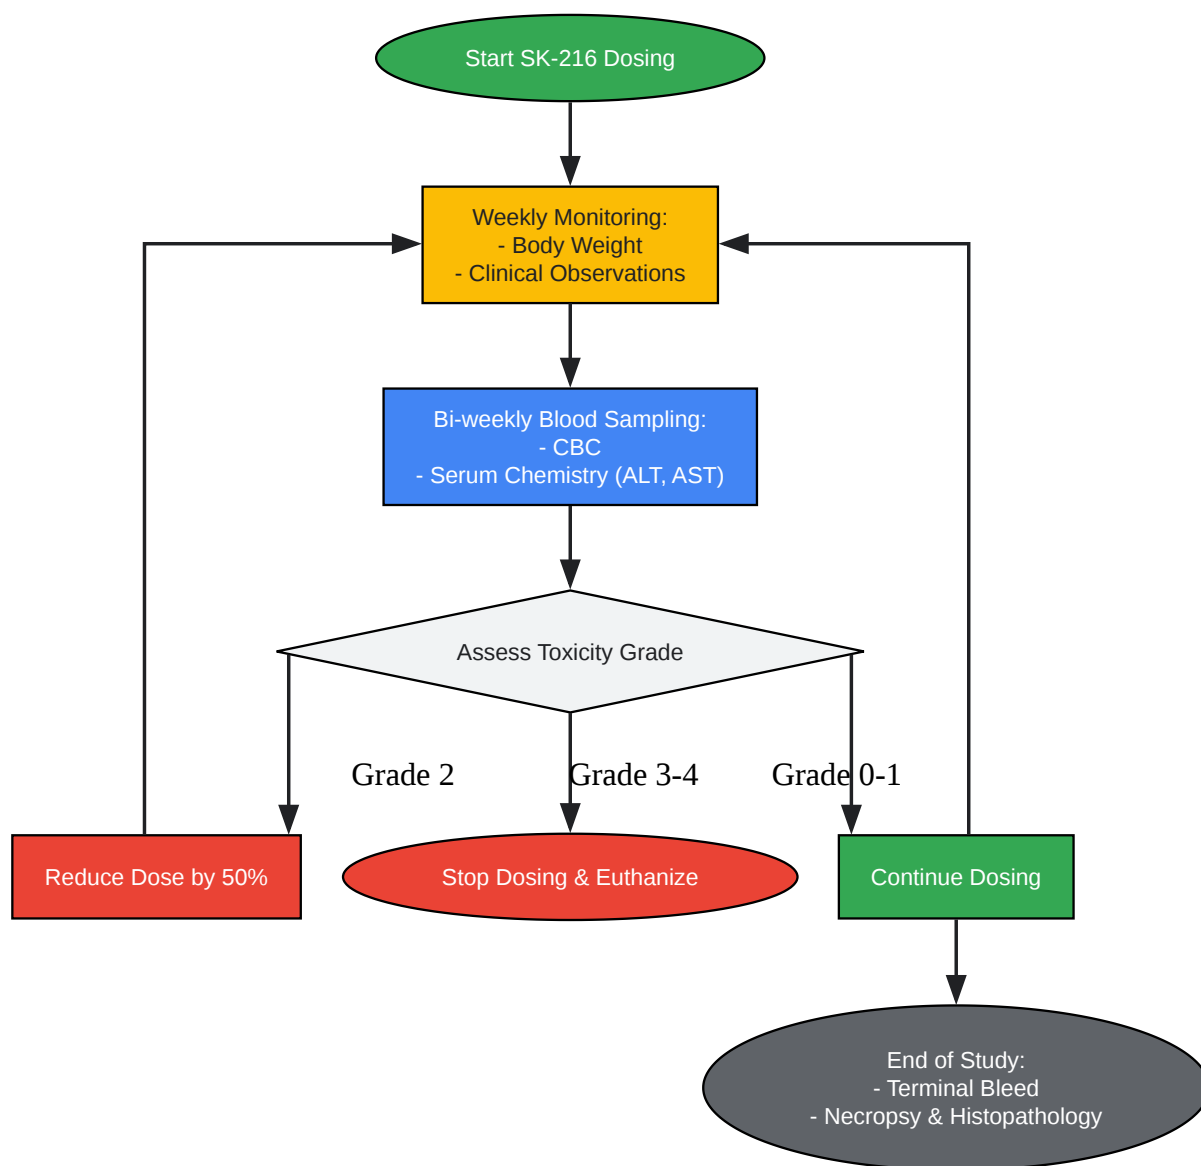 Start SK-216 Dosing
Weekly Monitoring:
- Body Weight
- Clinical Observations
Bi-weekly Blood Sampling:
- CBC
- Serum Chemistry (ALT, AST)
Assess Toxicity Grade
Grade 2
Grade 3-4
Grade 0-1
Reduce Dose by 50%
Stop Dosing & Euthanize
Continue Dosing
End of Study:
- Terminal Bleed
- Necropsy & Histopathology